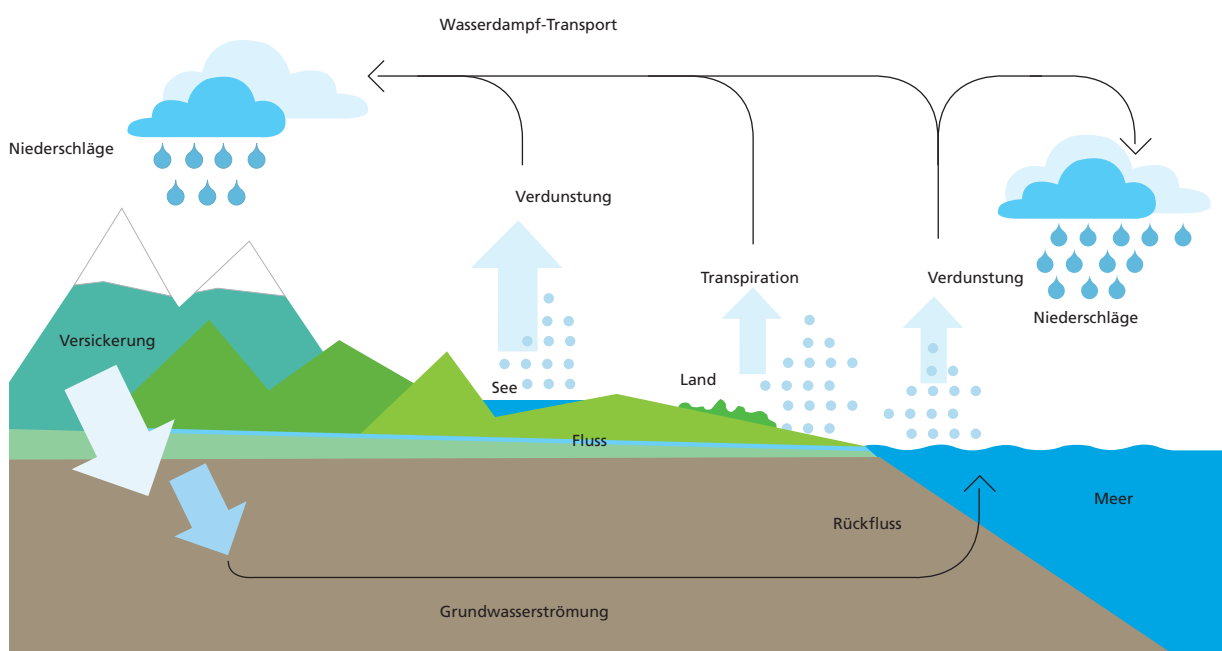 Wasserdampf-Transport
Niederschläge
Verdunstung
Transpiration
Verdunstung
Niederschläge
Versickerung
See
Land
Fluss
Meer
Rückfluss
Grundwasserströmung